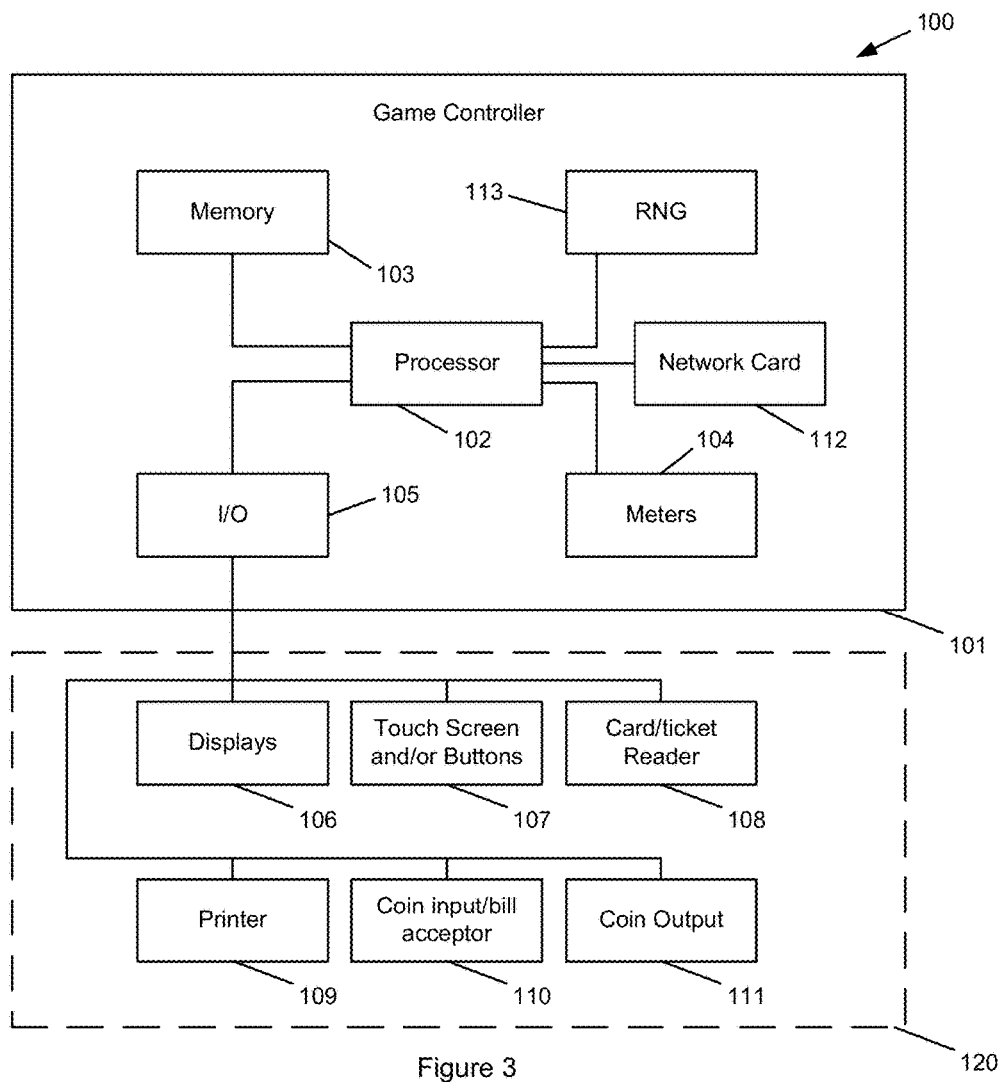 100
Game Controller
Memory
113
RNG
103
Processor
Network Card
102
104
112
I/O
105
Meters
101
Displays
Touch Screen
and/or Buttons
Card/ticket
Reader
106
107
108
Printer
Coin input/bill
acceptor
Coin Output
109
110
111
120
Figure 3